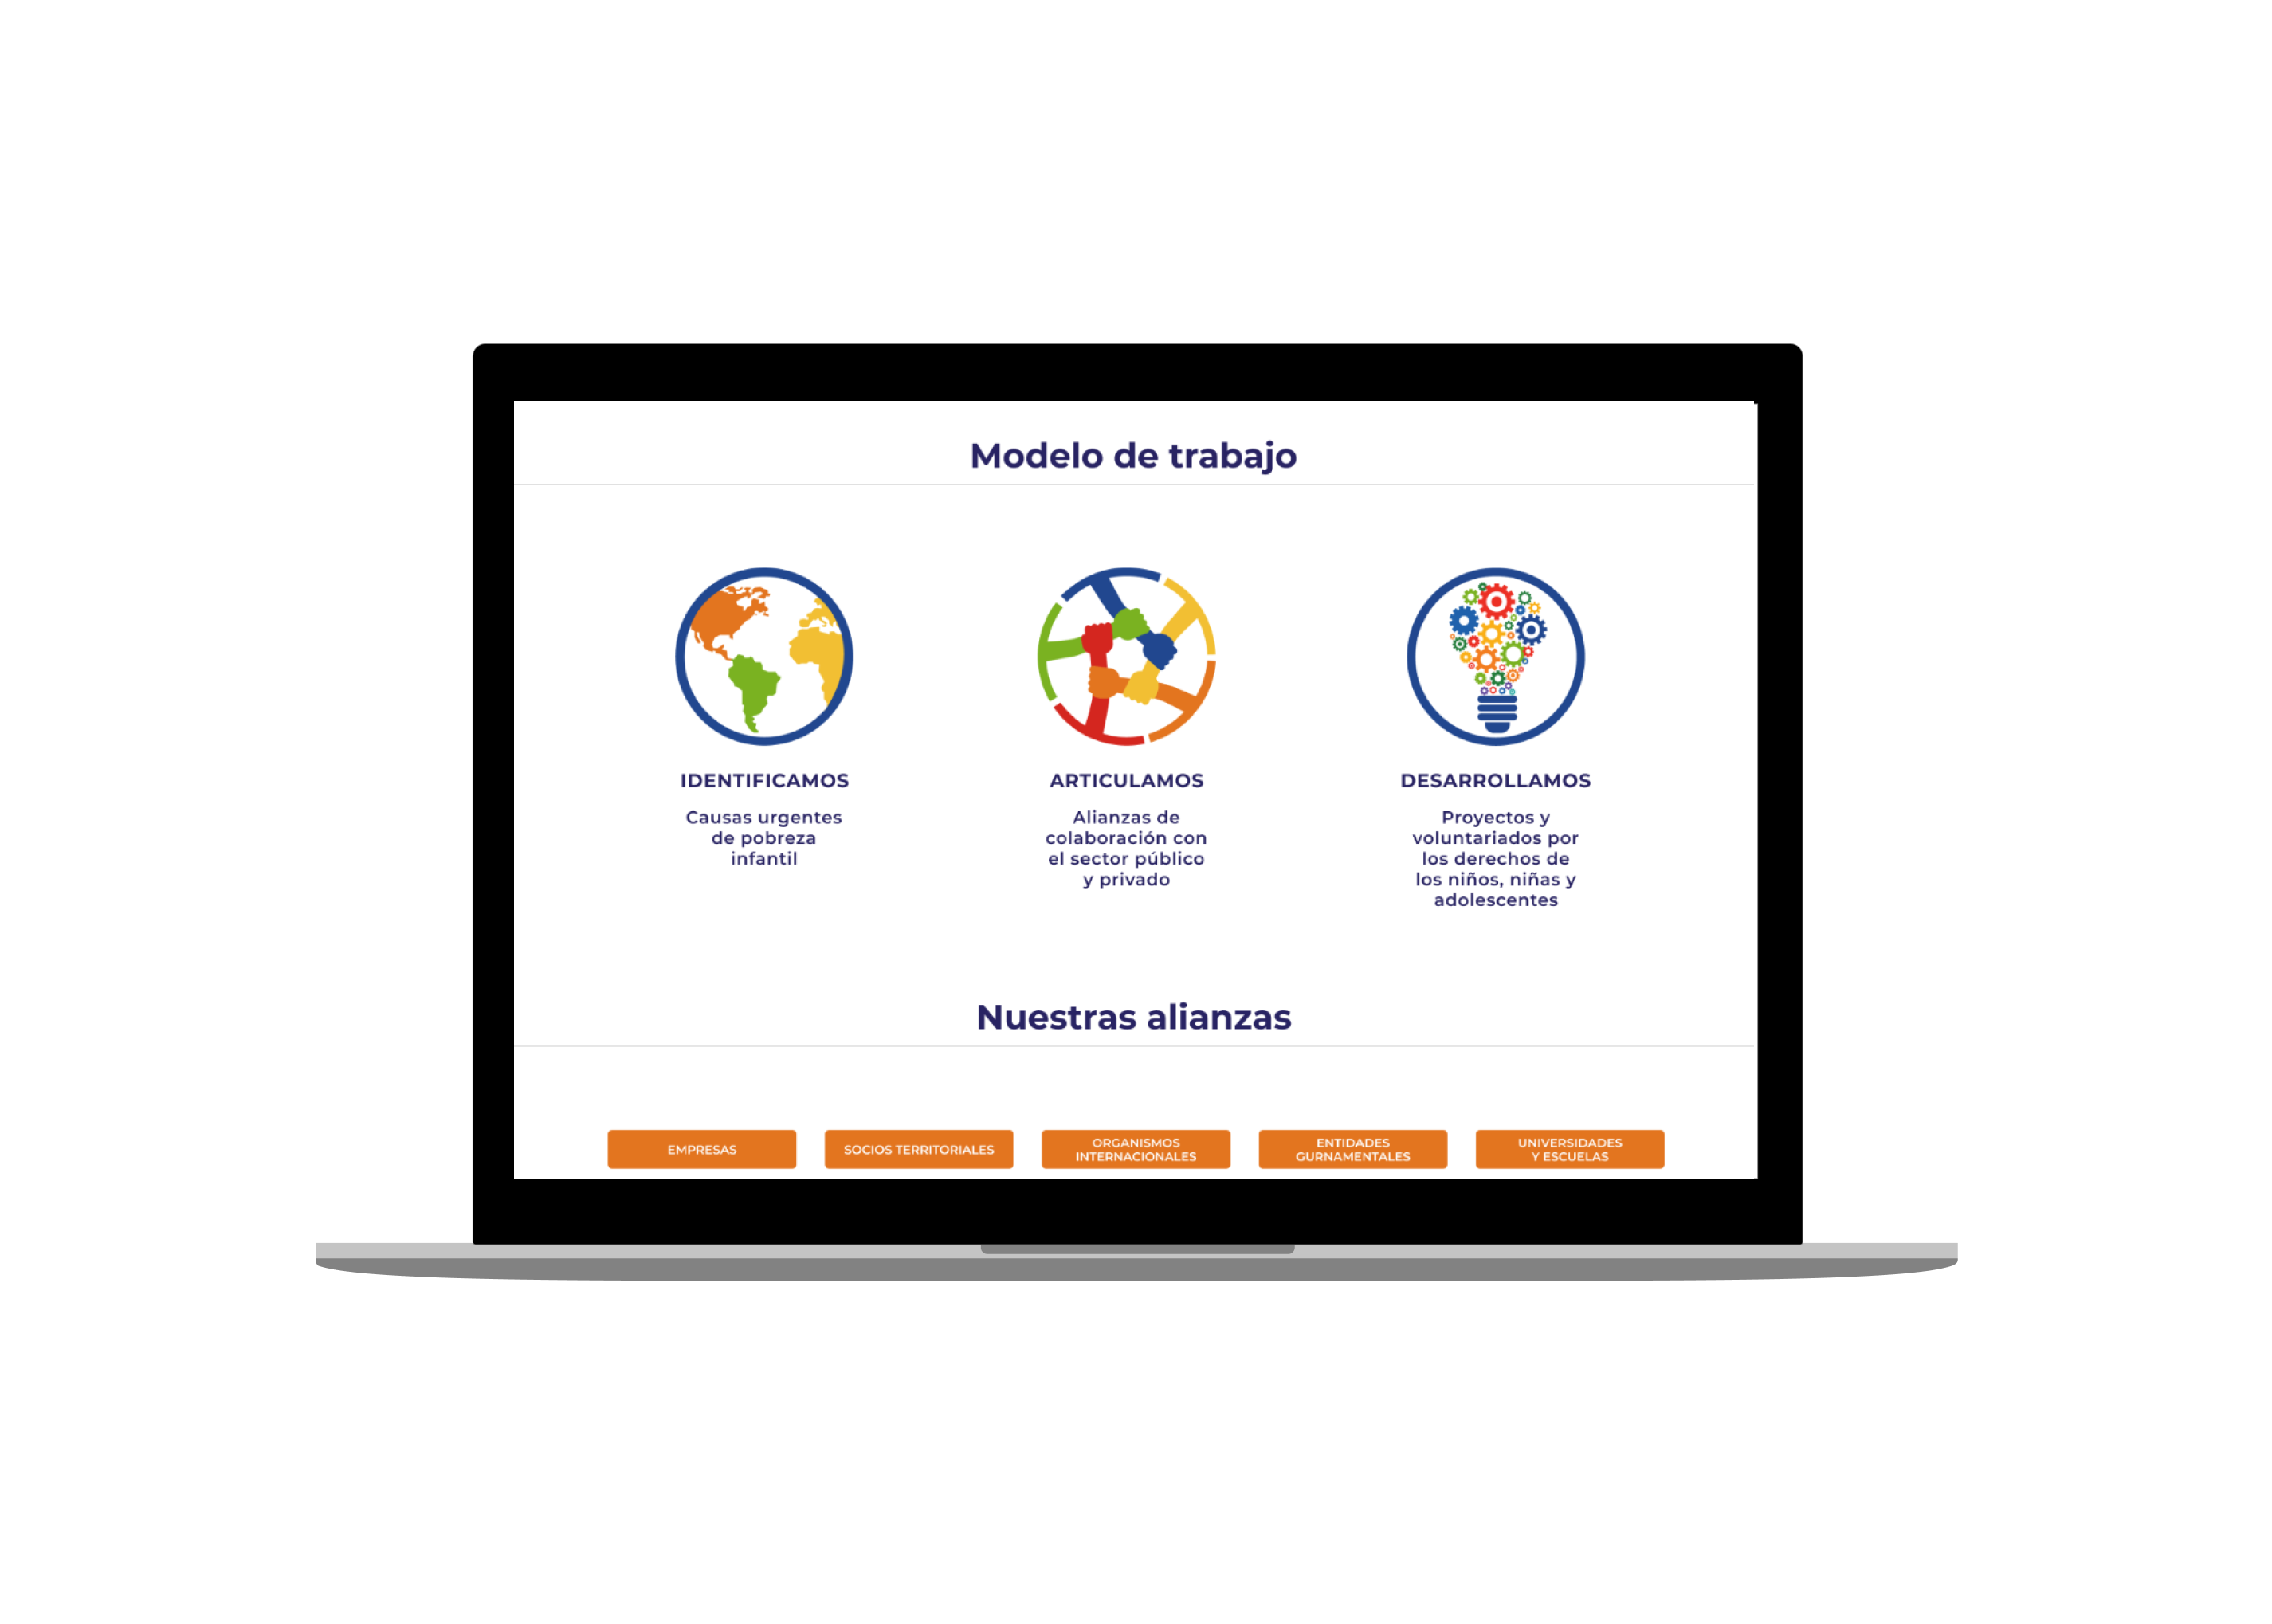 Modelo de trabajo
IDENTIFICAMOS
Causas urgentes
de pobreza
infantil
ARTICULAMOS
Alianzas de
colaboración con
el sector público
y privado
DESARROLLAMOS
Proyectos y
voluntariados por
los derechos de
los niños, niñas y
adolescentes
Nuestras alianzas
EMPRESAS
SOCIOS TERRITORIALES
ORGANISMOS
INTERNACIONALES
ENTIDADES
GURNAMENTALES
UNIVERSIDADES
Y ESCUELAS